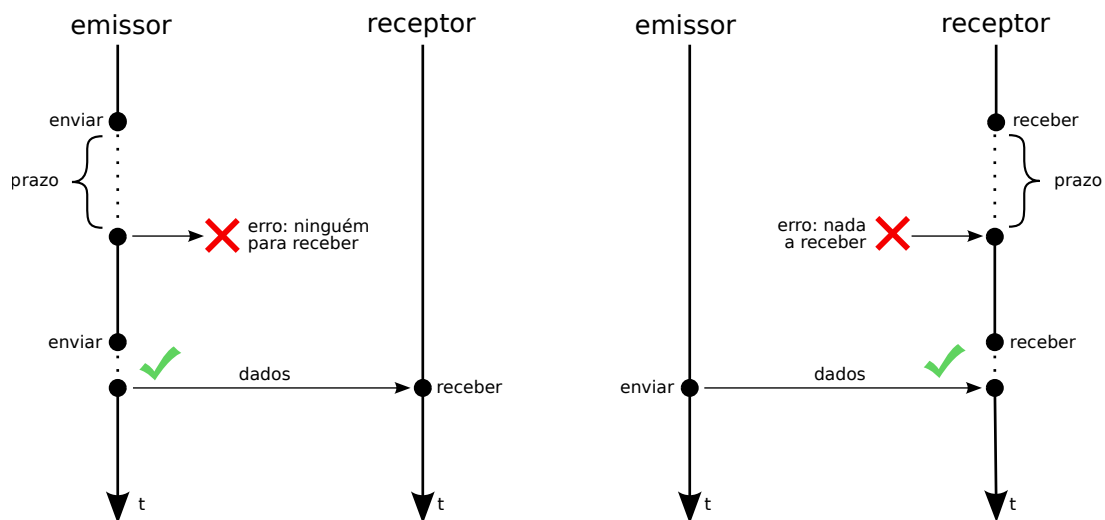 emissor
receptor
enviar
prazo
erro: ninguém
para receber
enviar
dados
receber
t
t
emissor
receptor
receber
prazo
erro: nada
a receber
receber
dados
enviar
t
t